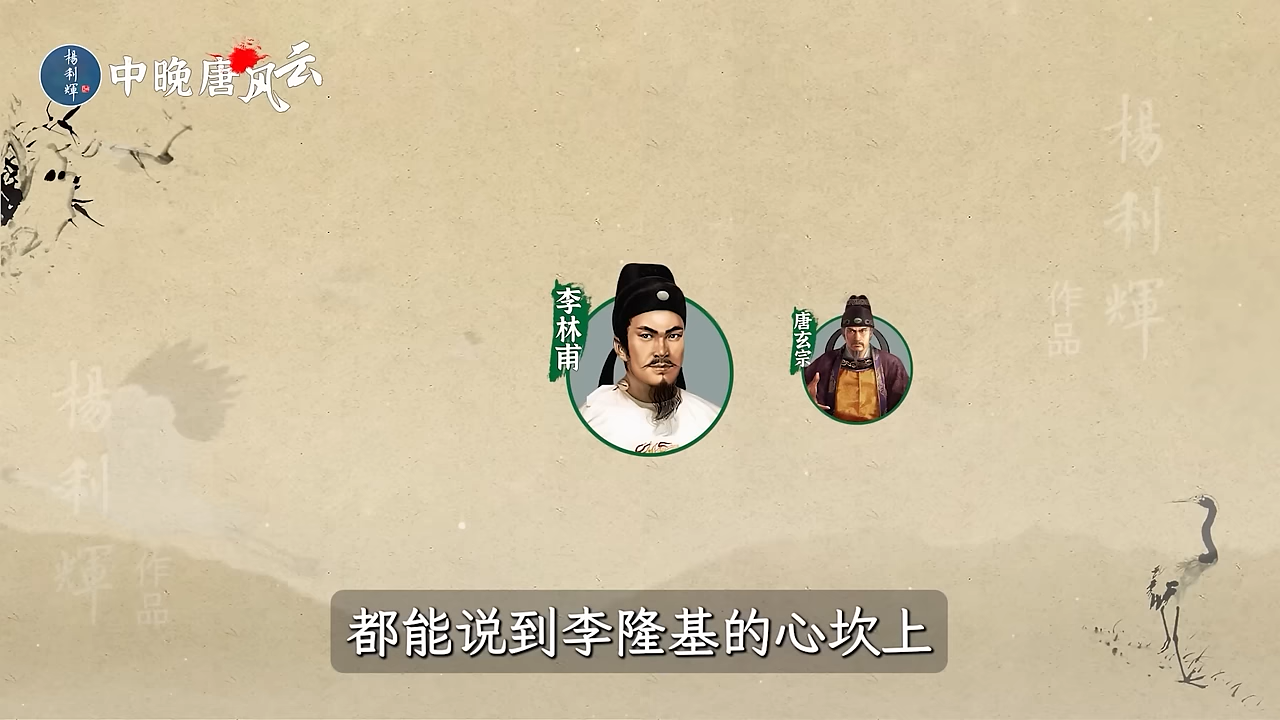 楊利輝
中晚唐风云
楊利輝
作品
李林甫
唐玄宗
楊利輝
作品
都能说到李隆基的心坎上